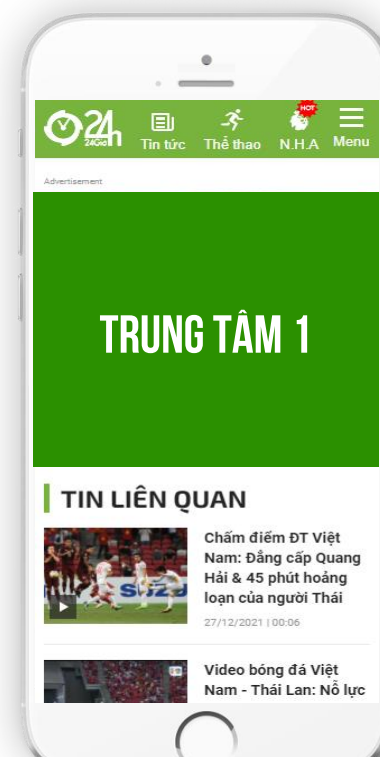 24h
24Giờ
Tin tức
Thể thao
HOT
N.H.A
Menu
Advertisement
TRUNG TÂM 1
TIN LIÊN QUAN
Chấm điểm ĐT Việt
Nam: Đẳng cấp Quang
Hải & 45 phút hoảng
loạn của người Thái
27/12/2021 | 00:06
SUZU
Video bóng đá Việt
Nam - Thái Lan: Nỗ lực